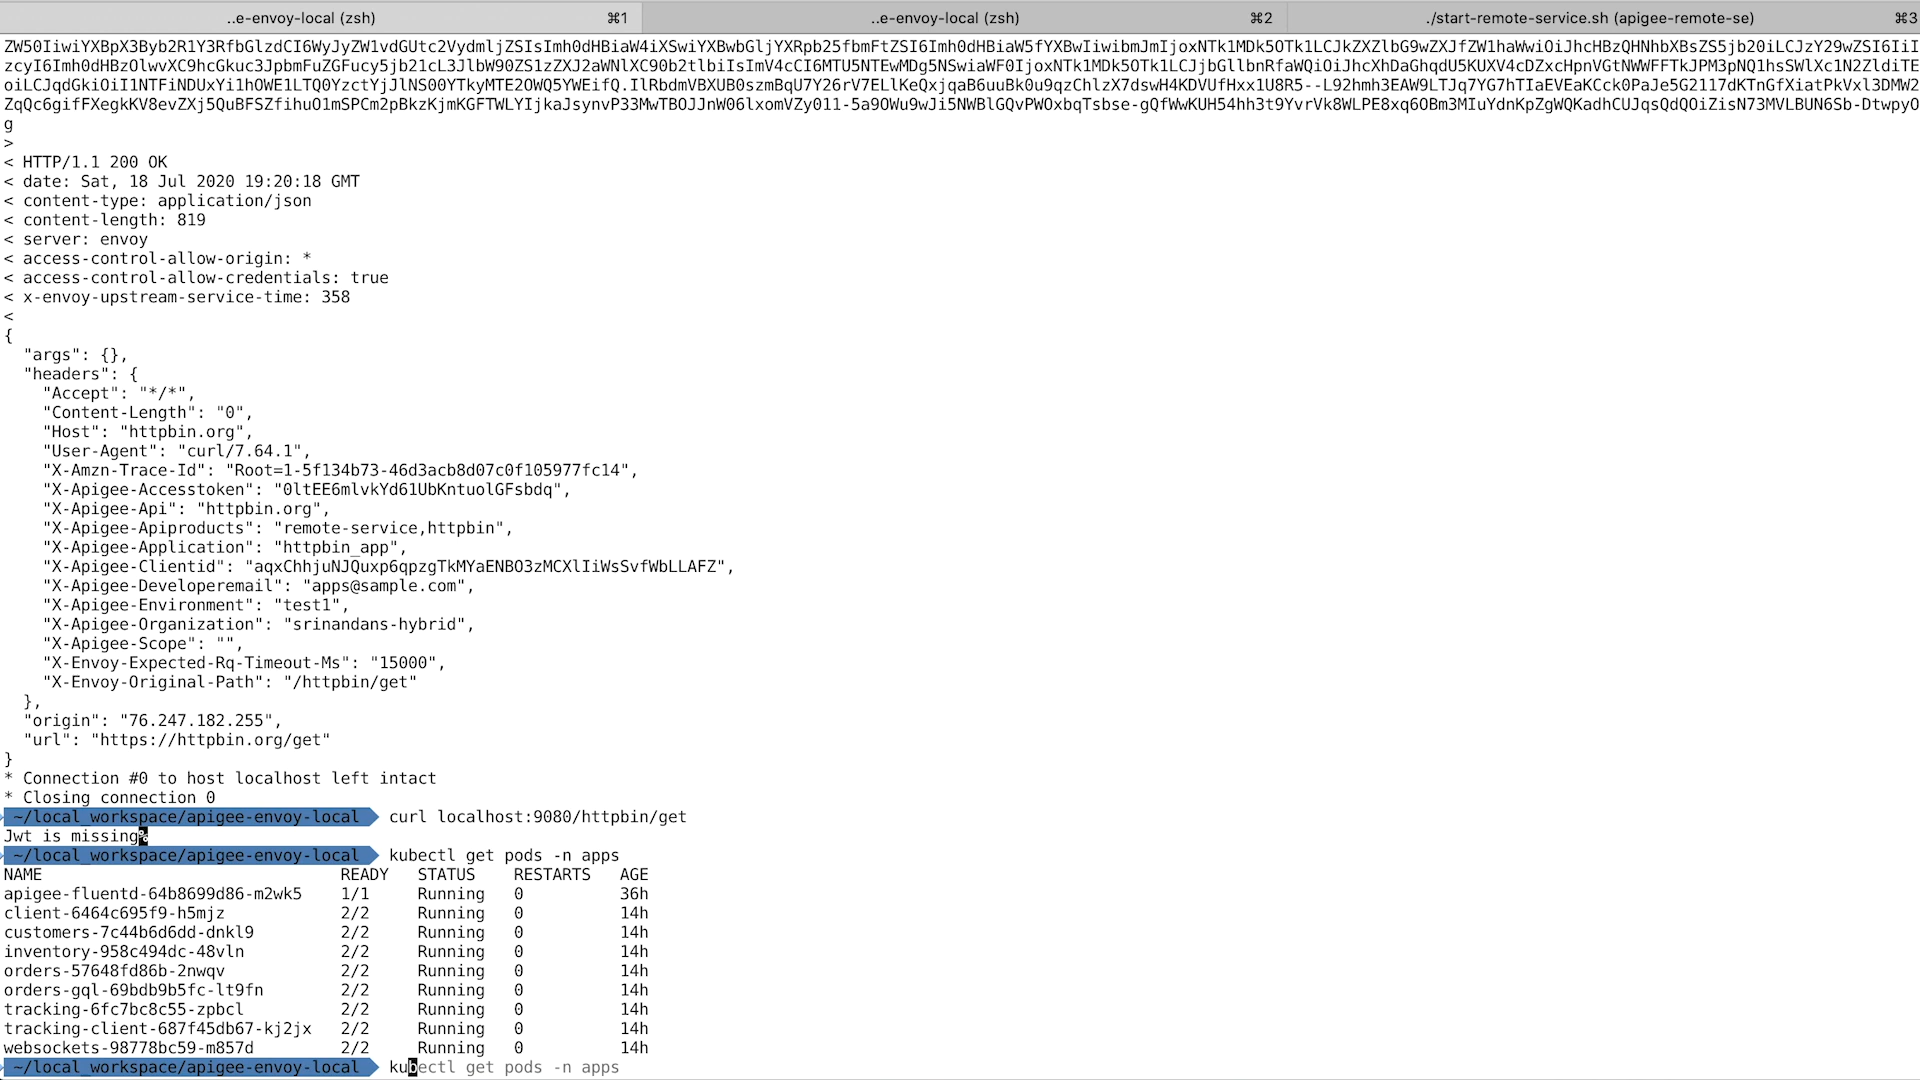 ..e-envoy-local (zsh) ⌘1 ..e-envoy-local (zsh) ⌘2 ./start-remote-service.sh (apigee-remote-se) ⌘3
g
>
< HTTP/1.1 200 OK
< date: Sat, 18 Jul 2020 19:20:18 GMT
< content-type: application/json
< content-length: 819
< server: envoy
< access-control-allow-origin: *
< access-control-allow-credentials: true
< x-envoy-upstream-service-time: 358
<
{
  "args": {},
  "headers": {
    "Accept": "*/*",
    "Content-Length": "0",
    "Host": "httpbin.org",
    "User-Agent": "curl/7.64.1",
    "X-Amzn-Trace-Id": "Root=1-5f134b73-46d3acb8d07c0f105977fc14",
    "X-Apigee-Accesstoken": "0ltEE6mlvkYd61UbKntuolGFsbdq",
    "X-Apigee-Api": "httpbin.org",
    "X-Apigee-Apiproducts": "remote-service,httpbin",
    "X-Apigee-Application": "httpbin_app",
    "X-Apigee-Clientid": "aqxChhjuNJQuxp6qpzgTkMYaENBO3zMCXlIiWsSvfWbLLAFZ",
    "X-Apigee-Developeremail": "apps@sample.com",
    "X-Apigee-Environment": "test1",
    "X-Apigee-Organization": "srinandans-hybrid",
    "X-Apigee-Scope": "",
    "X-Envoy-Expected-Rq-Timeout-Ms": "15000",
    "X-Envoy-Original-Path": "/httpbin/get"
  },
  "origin": "76.247.182.255",
  "url": "https://httpbin.org/get"
}
* Connection #0 to host localhost left intact
* Closing connection 0
~/local_workspace/apigee-envoy-local curl localhost:9080/httpbin/get
Jwt is missing%
~/local_workspace/apigee-envoy-local kubectl get pods -n apps
NAME READY STATUS RESTARTS AGE
apigee-fluentd-64b8699d86-m2wk5 1/1 Running 0 36h
client-6464c695f9-h5mjz 2/2 Running 0 14h
customers-7c44b6d6dd-dnkl9 2/2 Running 0 14h
inventory-958c494dc-48vln 2/2 Running 0 14h
orders-57648fd86b-2nwqv 2/2 Running 0 14h
orders-gql-69bdb9b5fc-lt9fn 2/2 Running 0 14h
tracking-6fc7bc8c55-zpbcl 2/2 Running 0 14h
tracking-client-687f45db67-kj2jx 2/2 Running 0 14h
websockets-98778bc59-m857d 2/2 Running 0 14h
~/local_workspace/apigee-envoy-local kubectl get pods -n apps